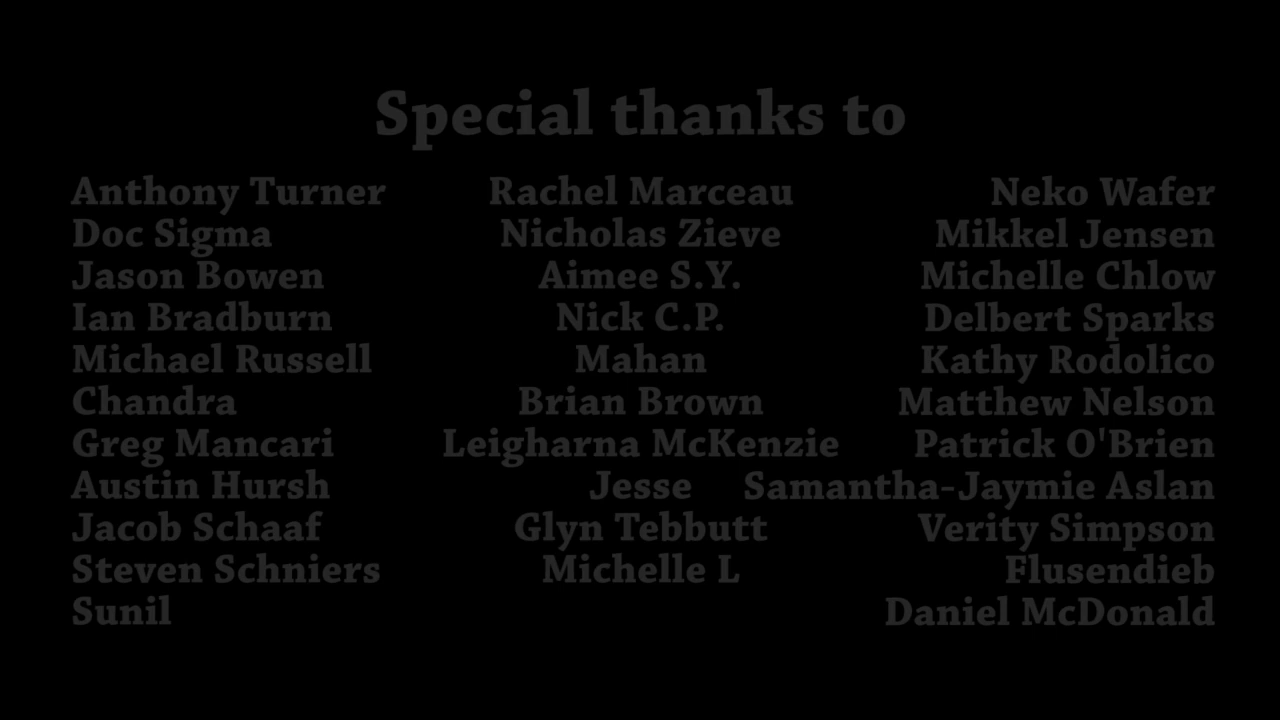 Special thanks to
Anthony Turner
Doc Sigma
Jason Bowen
Ian Bradburn
Michael Russell
Chandra
Greg Mancari
Austin Hursh
Jacob Schaaf
Steven Schniers
Sunil
Rachel Marceau
Nicholas Zieve
Aimee S.Y.
Nick C.P.
Mahan
Brian Brown
Leigharna McKenzie
Jesse
Glyn Tebbutt
Michelle L
Neko Wafer
Mikkel Jensen
Michelle Chlow
Delbert Sparks
Kathy Rodolico
Matthew Nelson
Patrick O'Brien
Samantha-Jaymie Aslan
Verity Simpson
Flusendieb
Daniel McDonald